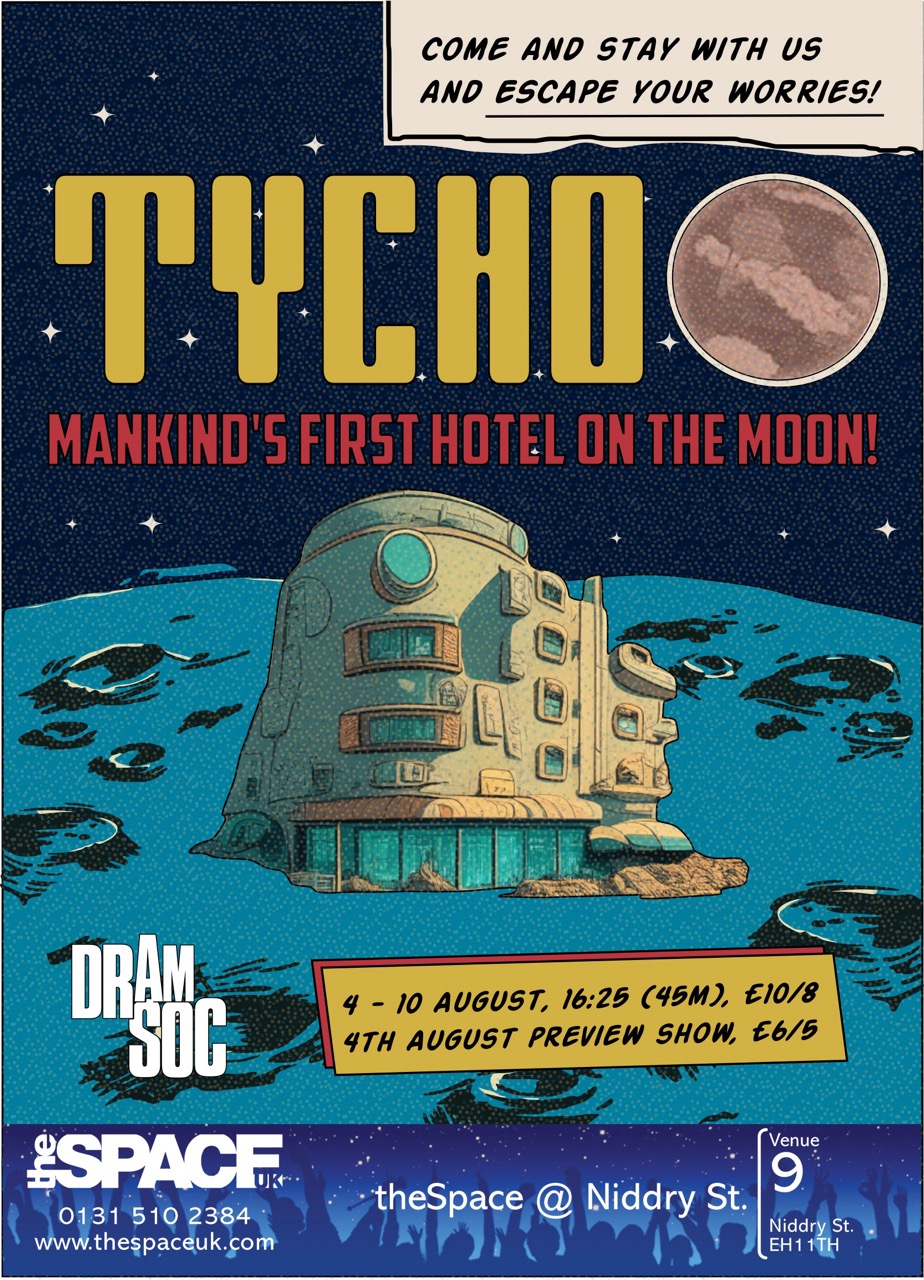 COME AND STAY WITH US
AND ESCAPE YOUR WORRIES!
TYCHO
MANKIND'S FIRST HOTEL ON THE MOON!
DRAM
SOC
4 - 10 AUGUST, 16:25 (45M), £10/8
4TH AUGUST PREVIEW SHOW, £6/5
the SPACE UK
0131 510 2384
www.thespaceuk.com
theSpace @ Niddry St.
Venue
9
Niddry St.
EH11TH